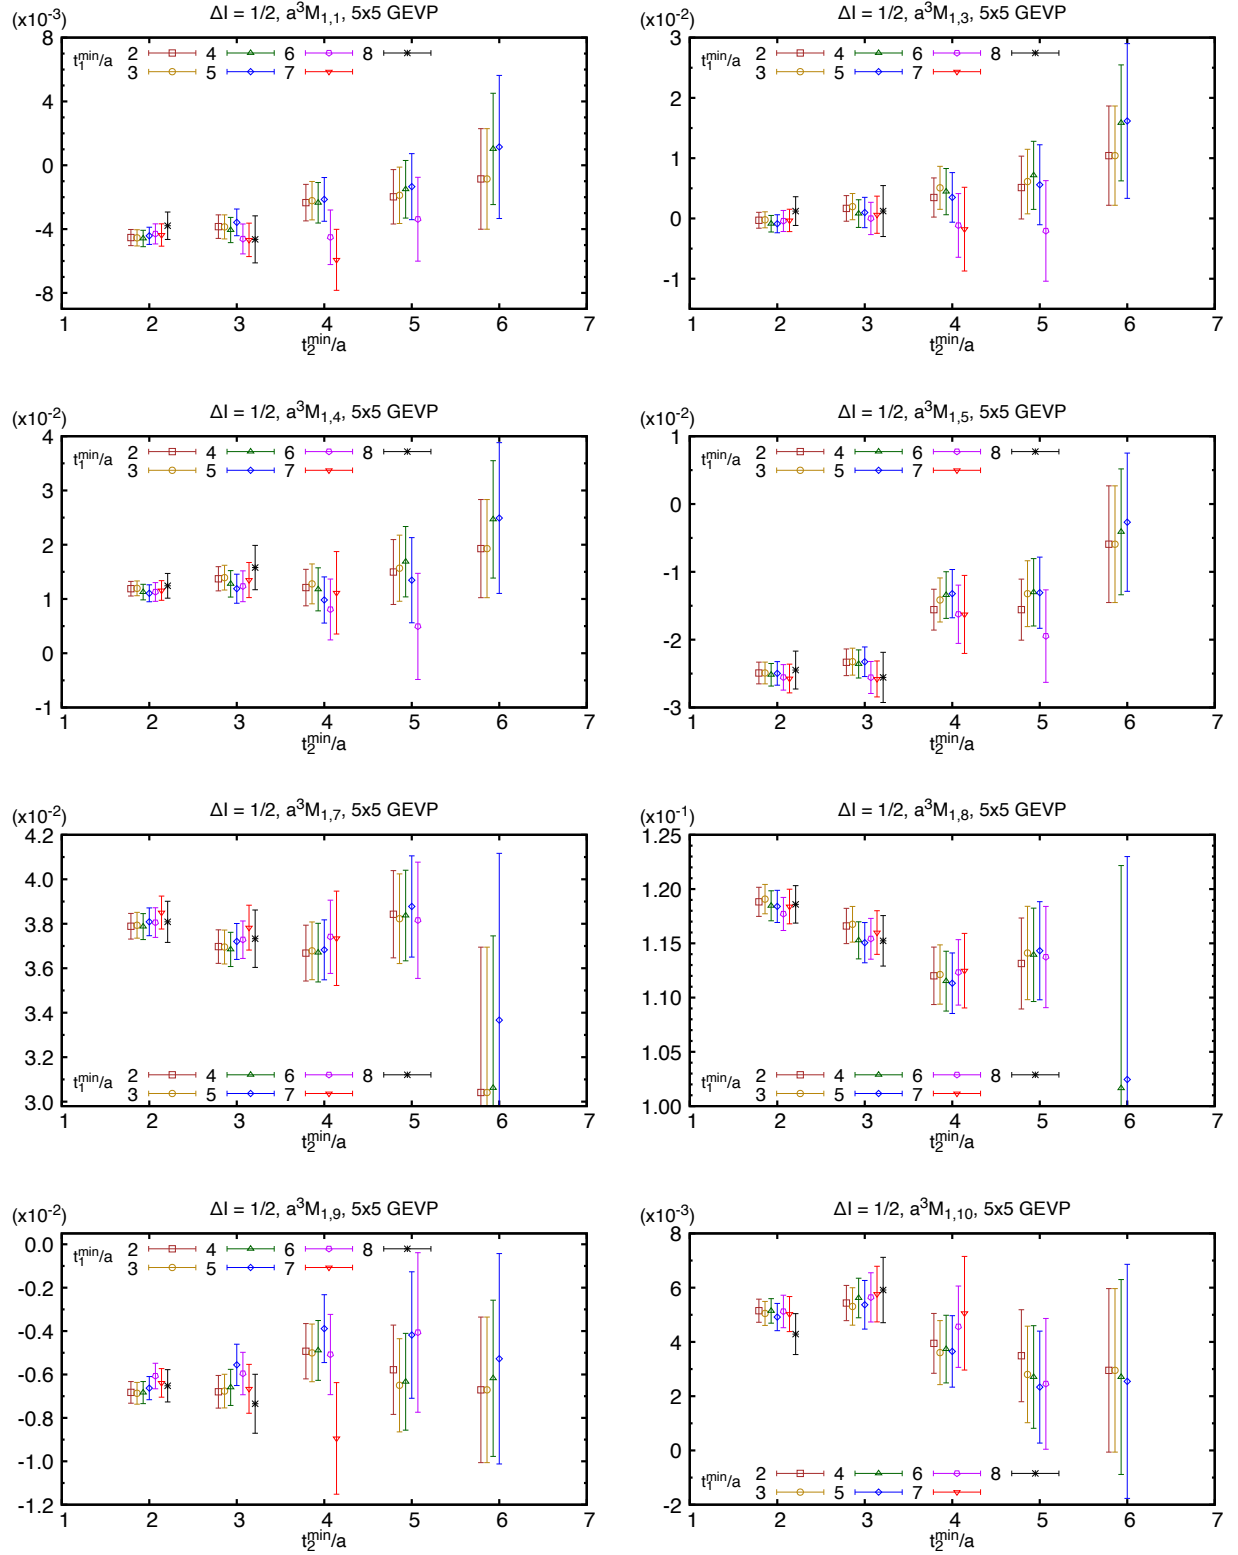 ΔI = 1/2, a³M₁,₁, 5x5 GEVP
(x10⁻³)
t₁ᵐⁱⁿ/a 2 4 6 8
3 5 7
8
4
0
-4
-8
1 2 3 4 5 6 7
t₂ᵐⁱⁿ/a
ΔI = 1/2, a³M₁,₃, 5x5 GEVP
(x10⁻²)
t₁ᵐⁱⁿ/a 2 4 6 8
3 5 7
3
2
1
0
-1
1 2 3 4 5 6 7
t₂ᵐⁱⁿ/a
ΔI = 1/2, a³M₁,₄, 5x5 GEVP
(x10⁻²)
t₁ᵐⁱⁿ/a 2 4 6 8
3 5 7
4
3
2
1
0
-1
1 2 3 4 5 6 7
t₂ᵐⁱⁿ/a
ΔI = 1/2, a³M₁,₅, 5x5 GEVP
(x10⁻²)
t₁ᵐⁱⁿ/a 2 4 6 8
3 5 7
1
0
-1
-2
-3
1 2 3 4 5 6 7
t₂ᵐⁱⁿ/a
ΔI = 1/2, a³M₁,₇, 5x5 GEVP
(x10⁻²)
4.2
4.0
3.8
3.6
3.4
3.2
3.0
t₁ᵐⁱⁿ/a 2 4 6 8
3 5 7
1 2 3 4 5 6 7
t₂ᵐⁱⁿ/a
ΔI = 1/2, a³M₁,₈, 5x5 GEVP
(x10⁻¹)
1.25
1.20
1.15
1.10
1.05
1.00
t₁ᵐⁱⁿ/a 2 4 6 8
3 5 7
1 2 3 4 5 6 7
t₂ᵐⁱⁿ/a
ΔI = 1/2, a³M₁,₉, 5x5 GEVP
(x10⁻²)
t₁ᵐⁱⁿ/a 2 4 6 8
3 5 7
0.0
-0.2
-0.4
-0.6
-0.8
-1.0
-1.2
1 2 3 4 5 6 7
t₂ᵐⁱⁿ/a
ΔI = 1/2, a³M₁,₁₀, 5x5 GEVP
(x10⁻³)
8
6
4
2
0
-2
t₁ᵐⁱⁿ/a 2 4 6 8
3 5 7
1 2 3 4 5 6 7
t₂ᵐⁱⁿ/a